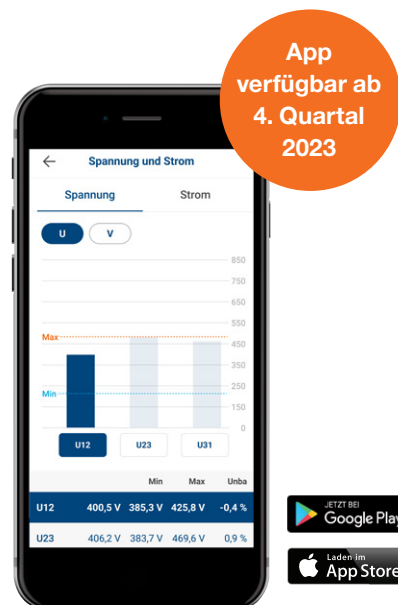 App
verfügbar ab
4. Quartal
2023
Spannung und Strom
Spannung Strom
U V
850
750
650
550
Max
450
350
250
Min
150
0
U12 U23 U31
Min Max Unba
U12 400,5 V 385,3 V 425,8 V -0,4 %
U23 406,2 V 383,7 V 469,6 V 0,9 %
JETZT BEI
Google Play
Laden im
App Store